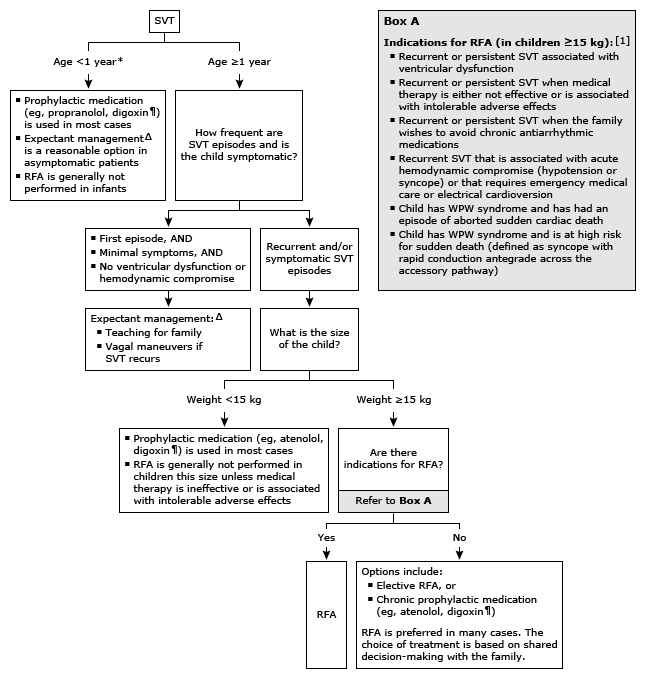 SVT
Age <1 year*
Age ≥1 year
▪ Prophylactic medication
(eg, propranolol, digoxin¶)
is used in most cases
▪ Expectant managementΔ
is a reasonable option in
asymptomatic patients
▪ RFA is generally not
performed in infants
How frequent are
SVT episodes and is
the child symptomatic?
▪ First episode, AND
▪ Minimal symptoms, AND
▪ No ventricular dysfunction or
hemodynamic compromise
Recurrent and/or
symptomatic SVT
episodes
Expectant management:Δ
▪ Teaching for family
▪ Vagal maneuvers if
SVT recurs
What is the size
of the child?
Weight <15 kg
Weight ≥15 kg
▪ Prophylactic medication (eg, atenolol,
digoxin¶) is used in most cases
▪ RFA is generally not performed in
children this size unless medical
therapy is ineffective or is associated
with intolerable adverse effects
Are there
indications for RFA?
Refer to Box A
Yes
No
RFA
Options include:
▪ Elective RFA, or
▪ Chronic prophylactic medication
(eg, atenolol, digoxin¶)
RFA is preferred in many cases. The
choice of treatment is based on shared
decision-making with the family.
Box A
Indications for RFA (in children ≥15 kg):[1]
▪ Recurrent or persistent SVT associated with
ventricular dysfunction
▪ Recurrent or persistent SVT when medical
therapy is either not effective or is associated
with intolerable adverse effects
▪ Recurrent or persistent SVT when the family
wishes to avoid chronic antiarrhythmic
medications
▪ Recurrent SVT that is associated with acute
hemodynamic compromise (hypotension or
syncope) or that requires emergency medical
care or electrical cardioversion
▪ Child has WPW syndrome and has had an
episode of aborted sudden cardiac death
▪ Child has WPW syndrome and is at high risk
for sudden death (defined as syncope with
rapid conduction antegrade across the
accessory pathway)